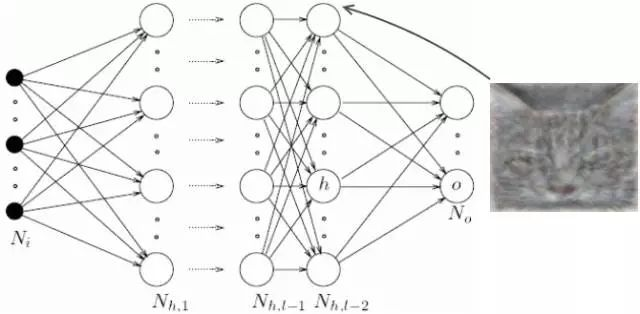 h
o
N_i
N_o
N_{h,1}
N_{h,l-1}
N_{h,l-2}